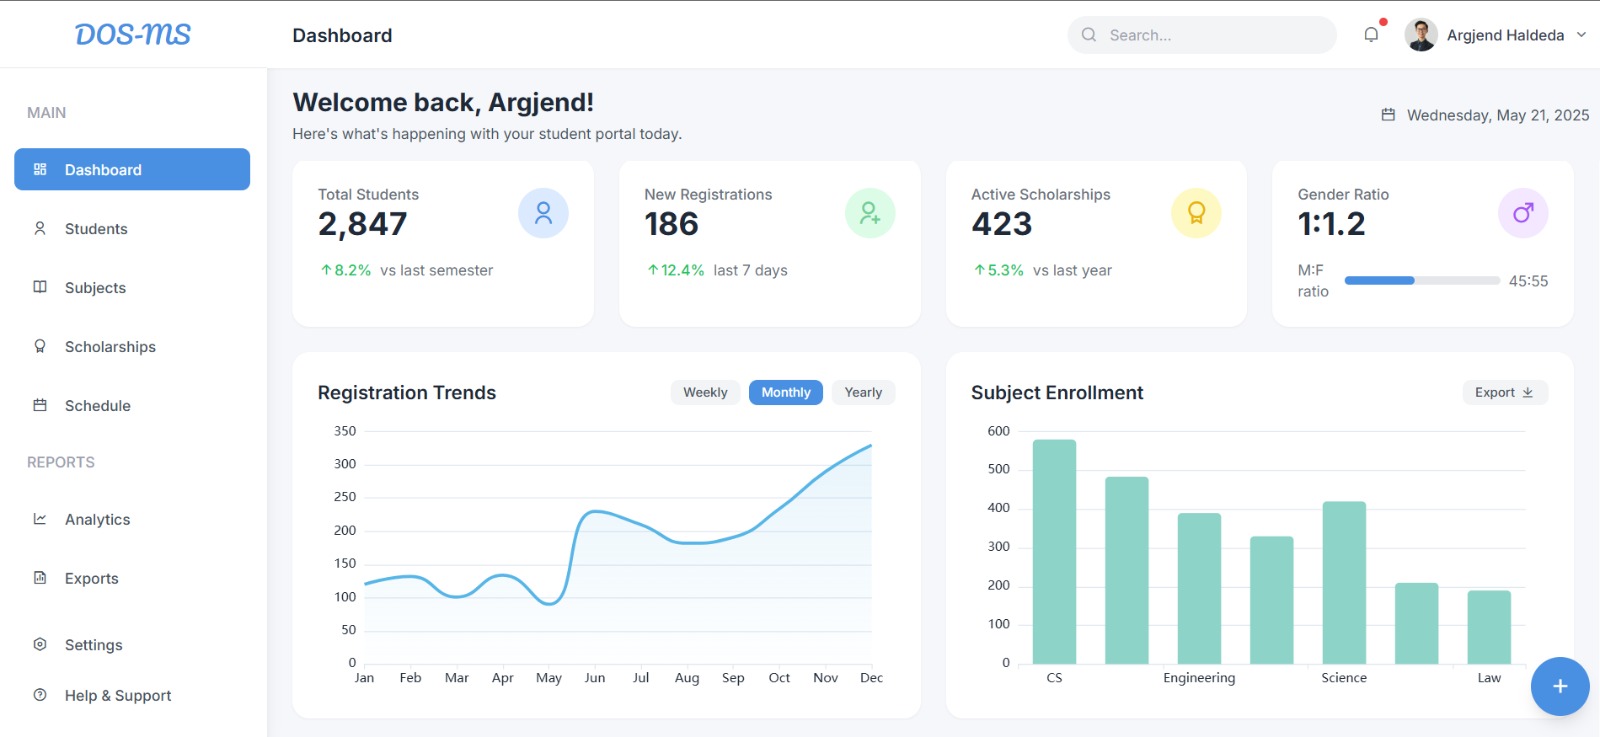 DOS-MS
Dashboard
Search...
Argjend Haldeda
MAIN
Dashboard
Students
Subjects
Scholarships
Schedule
REPORTS
Analytics
Exports
Settings
Help & Support
Welcome back, Argjend!
Here's what's happening with your student portal today.
Wednesday, May 21, 2025
Total Students
2,847
↑8.2% vs last semester
New Registrations
186
↑12.4% last 7 days
Active Scholarships
423
↑5.3% vs last year
Gender Ratio
1:1.2
M:F
ratio
45:55
Registration Trends
Weekly Monthly Yearly
350
300
250
200
150
100
50
0
Jan Feb Mar Apr May Jun Jul Aug Sep Oct Nov Dec
Subject Enrollment
Export
600
500
400
300
200
100
0
CS Engineering Science Law
+